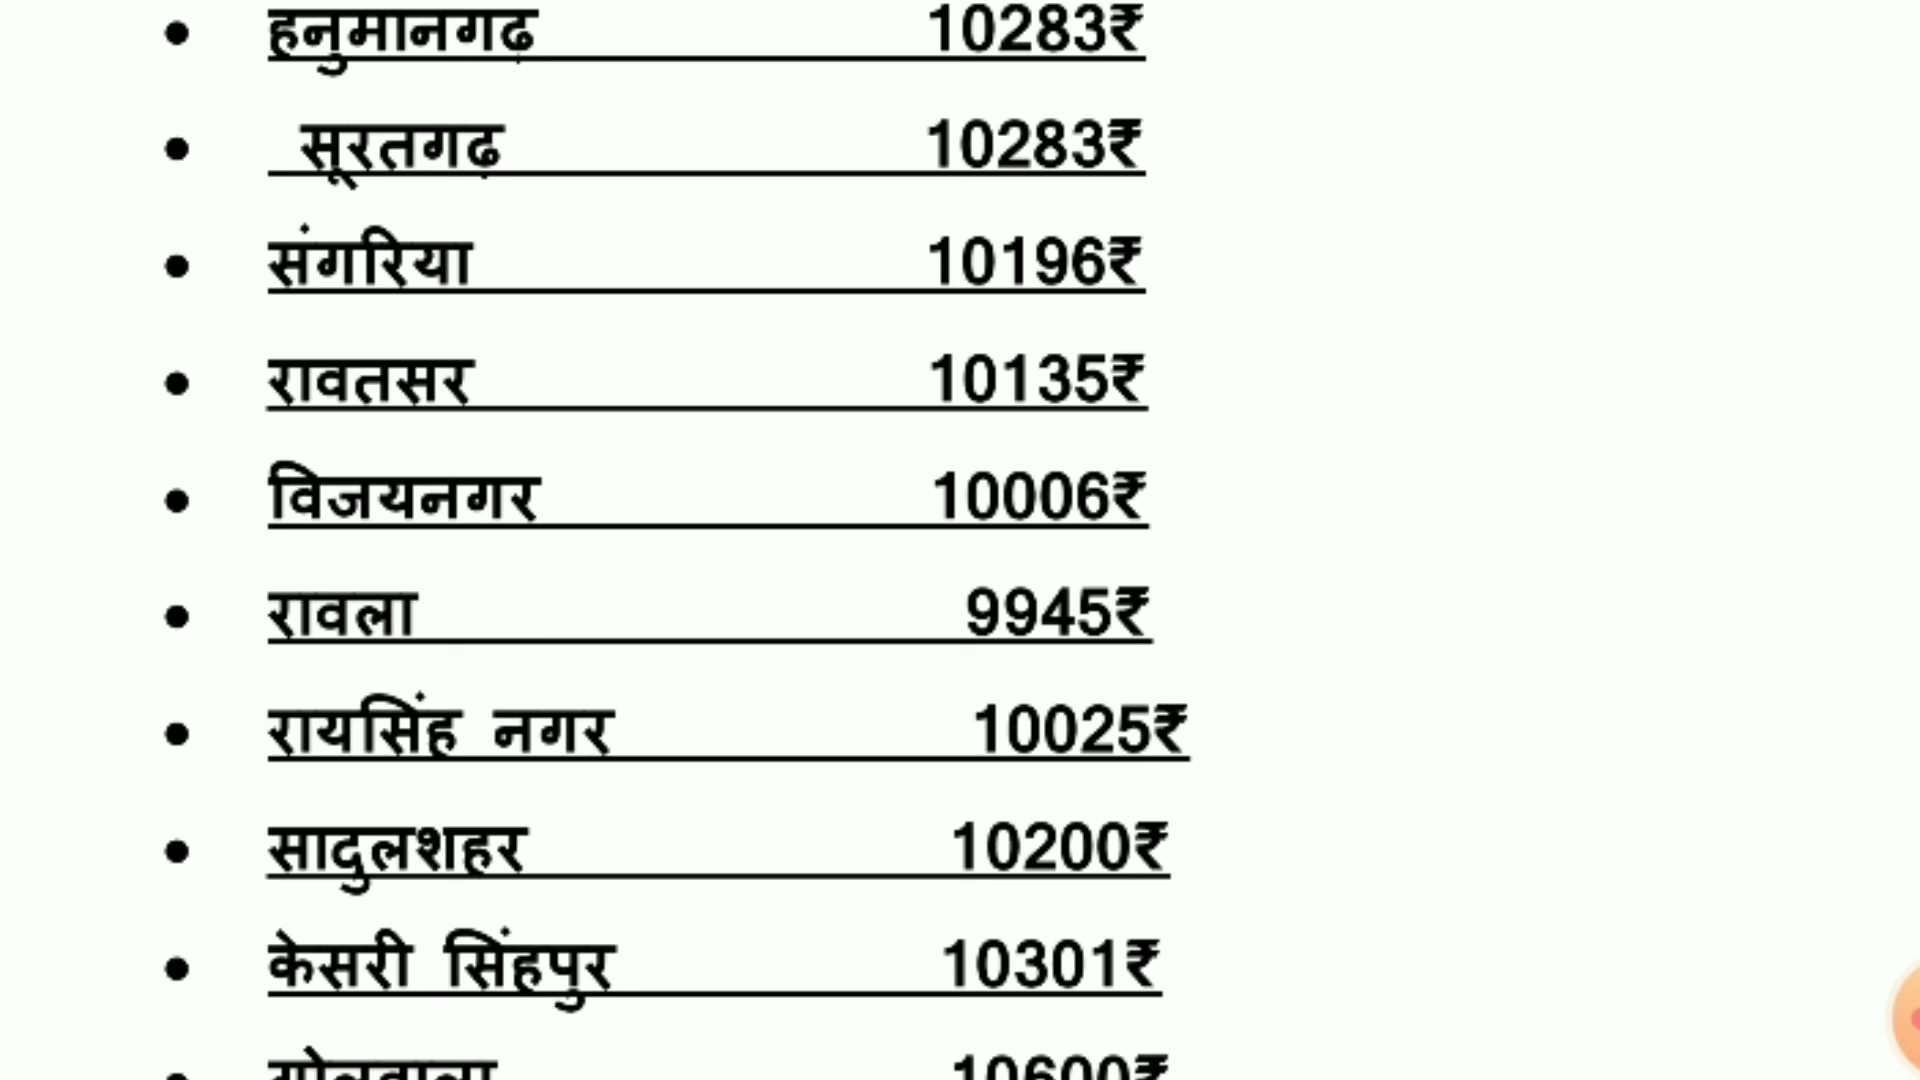 • हनुमानगढ़ 10283₹
• सूरतगढ़ 10283₹
• संगरिया 10196₹
• रावतसर 10135₹
• विजयनगर 10006₹
• रावला 9945₹
• रायसिंह नगर 10025₹
• सादुलशहर 10200₹
• केसरी सिंहपुर 10301₹
• गोलूवाला 10600₹